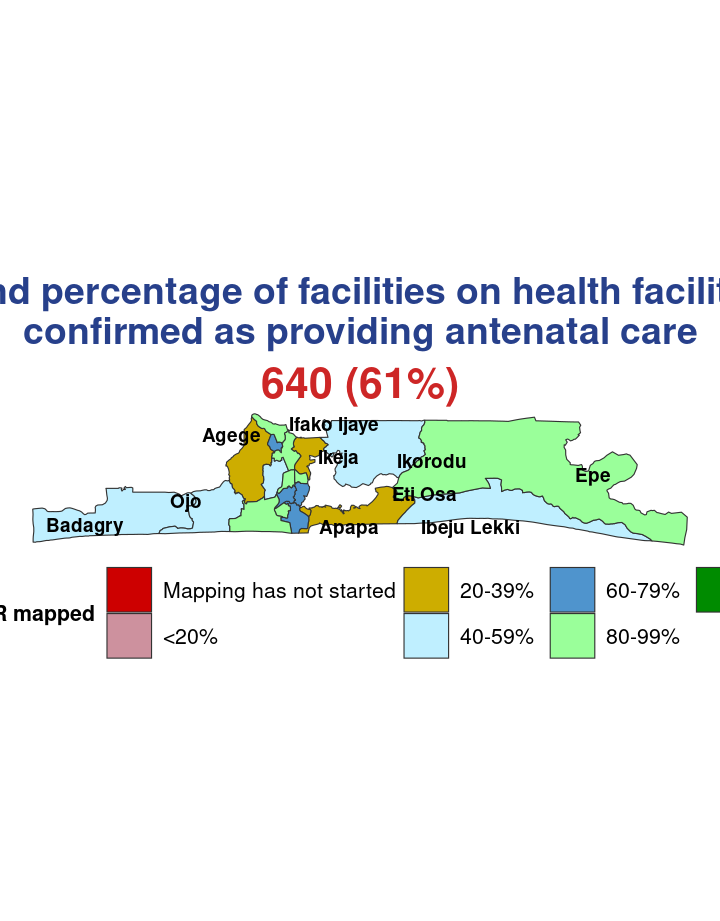 nd percentage of facilities on health facilit
confirmed as providing antenatal care
640 (61%)
Ifako Ijaye
Agege
Ikeja
Ikorodu
Epe
Eti Osa
Ojo
Badagry
Apapa
Ibeju Lekki
R mapped
Mapping has not started
20-39%
60-79%
<20%
40-59%
80-99%